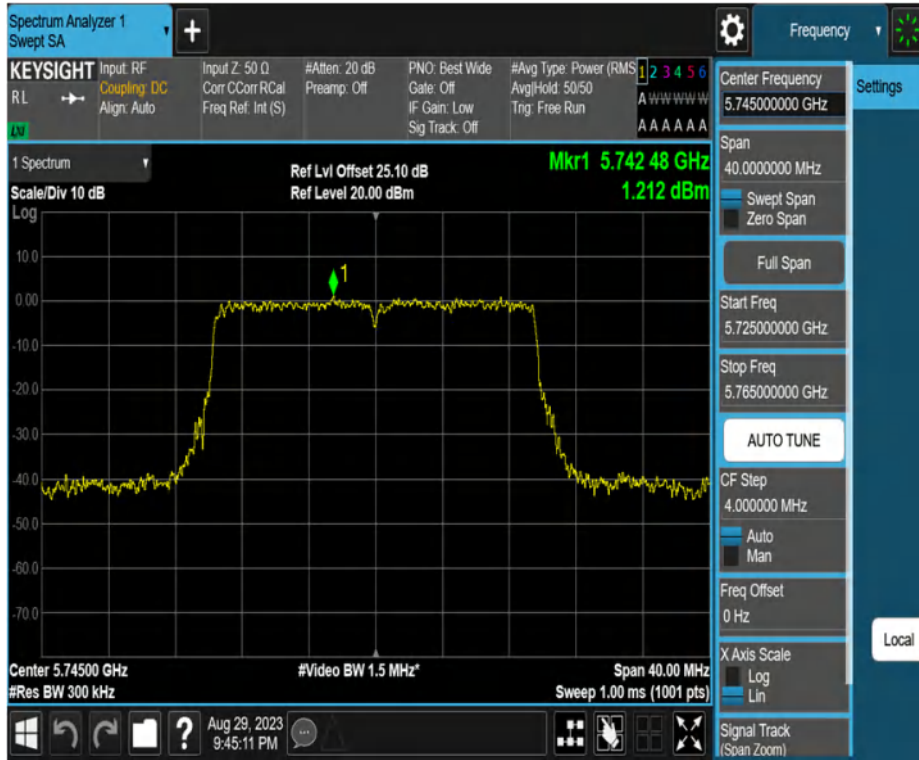 Spectrum Analyzer 1
Swept SA
+
Frequency
KEYSIGHT
RL
LXI
Input: RF
Coupling: DC
Align: Auto
Input Z: 50 Ω
Corr CCorr RCal
Freq Ref: Int (S)
#Atten: 20 dB
Preamp: Off
PNO: Best Wide
Gate: Off
IF Gain: Low
Sig Track: Off
#Avg Type: Power (RMS
Avg|Hold: 50/50
Trig: Free Run
1 2 3 4 5 6
A W W W W W
A A A A A A
1 Spectrum
Scale/Div 10 dB
Log
Ref Lvl Offset 25.10 dB
Ref Level 20.00 dBm
Mkr1 5.742 48 GHz
1.212 dBm
1
10.0
0.00
-10.0
-20.0
-30.0
-40.0
-50.0
-60.0
-70.0
Center 5.74500 GHz
#Res BW 300 kHz
#Video BW 1.5 MHz*
Span 40.00 MHz
Sweep 1.00 ms (1001 pts)
?
Aug 29, 2023
9:45:11 PM
Center Frequency
5.745000000 GHz
Span
40.0000000 MHz
Swept Span
Zero Span
Full Span
Start Freq
5.725000000 GHz
Stop Freq
5.765000000 GHz
AUTO TUNE
CF Step
4.000000 MHz
Auto
Man
Freq Offset
0 Hz
X Axis Scale
Log
Lin
Signal Track
(Span Zoom)
Settings
Local